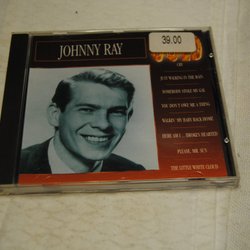 JOHNNY RAY
39.00
CRY
JUST WALKING IN THE RAIN
SOMEBODY STOLE MY GAL
YOU DON'T OWE ME A THING
WALKIN' MY BABY BACK HOME
HERE AM I ... BROKEN HEARTED
PLEASE, MR. SUN
THE LITTLE WHITE CLOUD